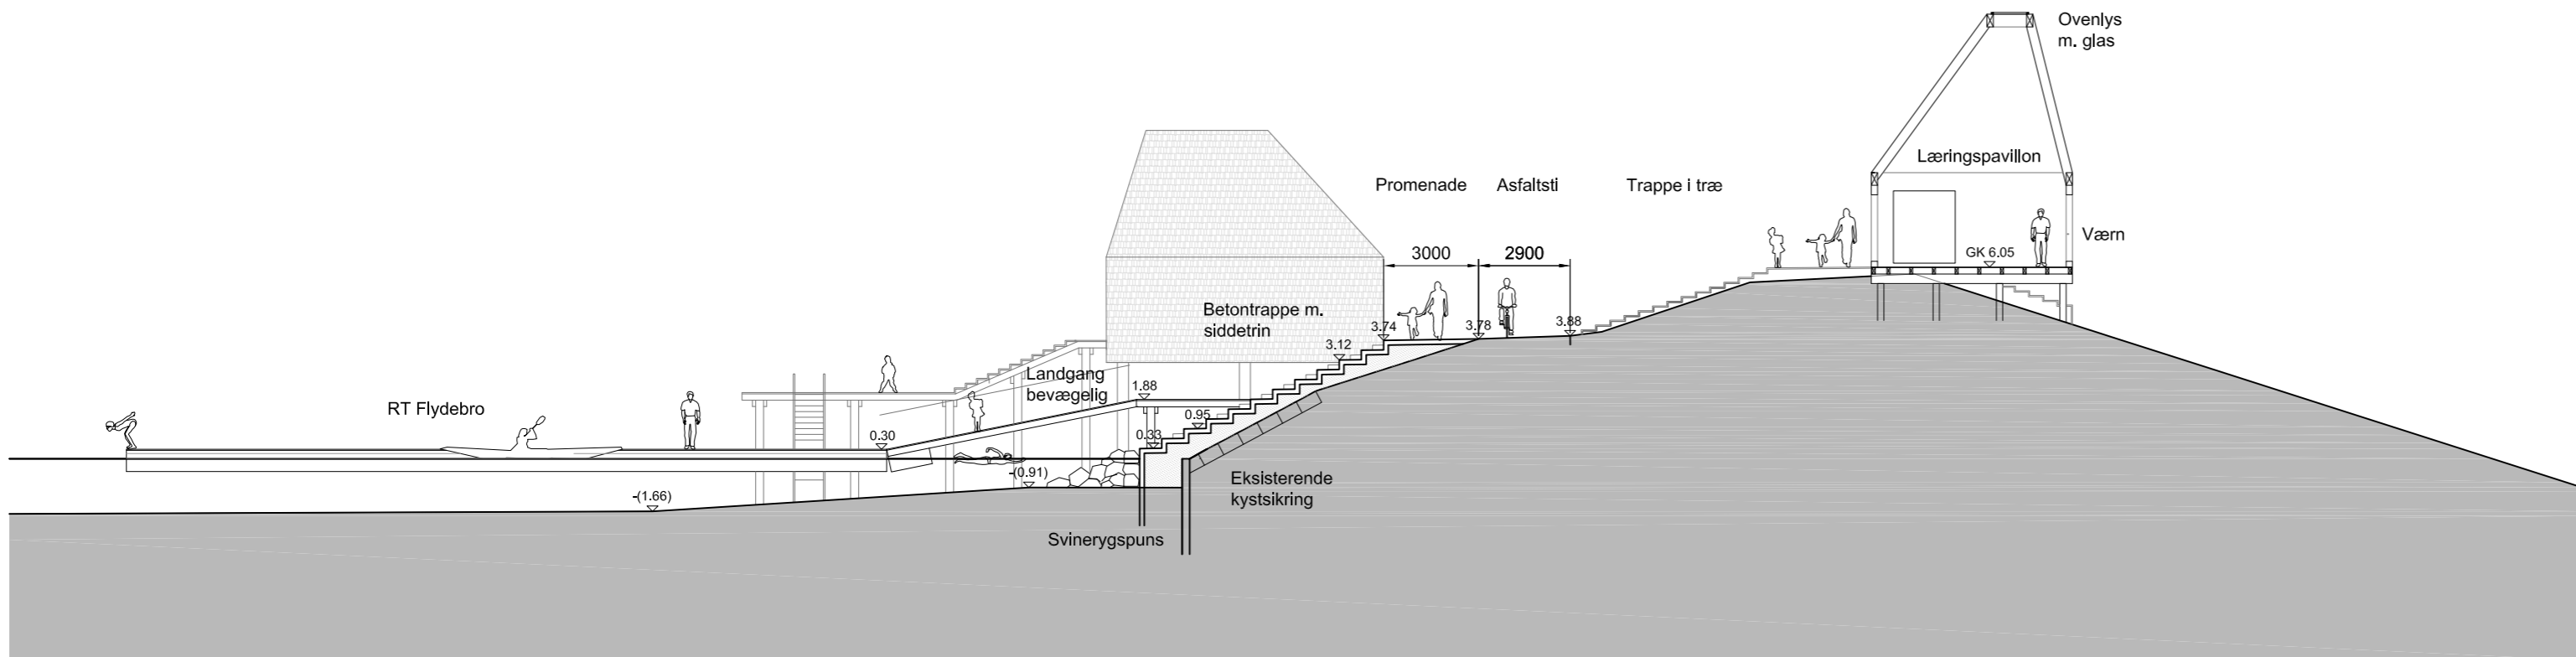 Ovenlys
m. glas
Læringspavillon
Promenade
Asfaltsti
Trappe i træ
Værn
3000
2900
GK 6.05
Betontrappe m.
siddetrin
3.74
3.78
3.88
3.12
Landgang
bevægelig
1.88
RT Flydebro
0.95
0.30
0.33
-(0.91)
-(1.66)
Eksisterende
kystsikring
Svinerygspuns